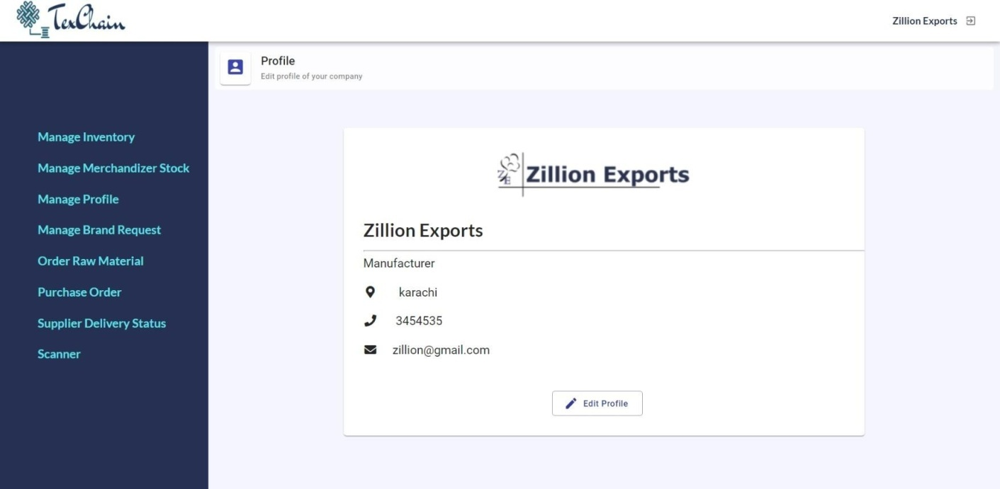 TexChain
Zillion Exports
Profile
Edit profile of your company
Manage Inventory
Manage Merchandizer Stock
Manage Profile
Manage Brand Request
Order Raw Material
Purchase Order
Supplier Delivery Status
Scanner
ZE
Zillion Exports
Zillion Exports
Manufacturer
karachi
3454535
zillion@gmail.com
Edit Profile